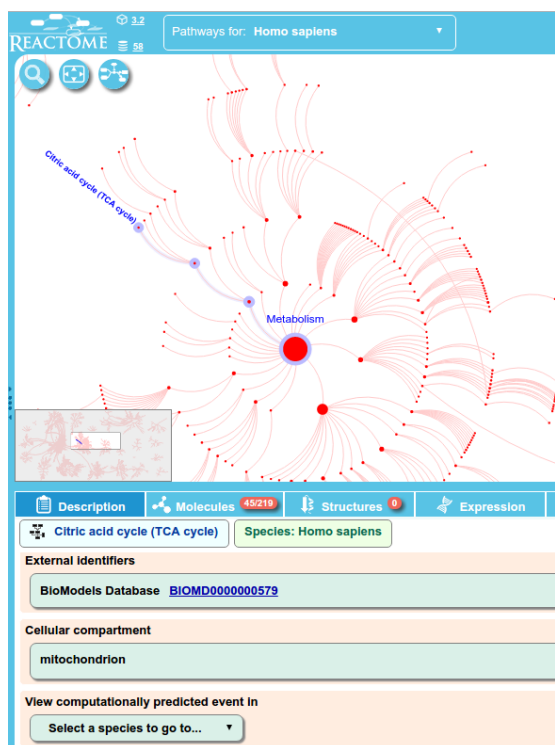 3.2
REACTOME
58
Pathways for: Homo sapiens
Citric acid cycle (TCA cycle)
Metabolism
Description
Molecules 45/219
Structures 0
Expression
Citric acid cycle (TCA cycle)
Species: Homo sapiens
External identifiers
BioModels Database BIOMD0000000579
Cellular compartment
mitochondrion
View computationally predicted event in
Select a species to go to...